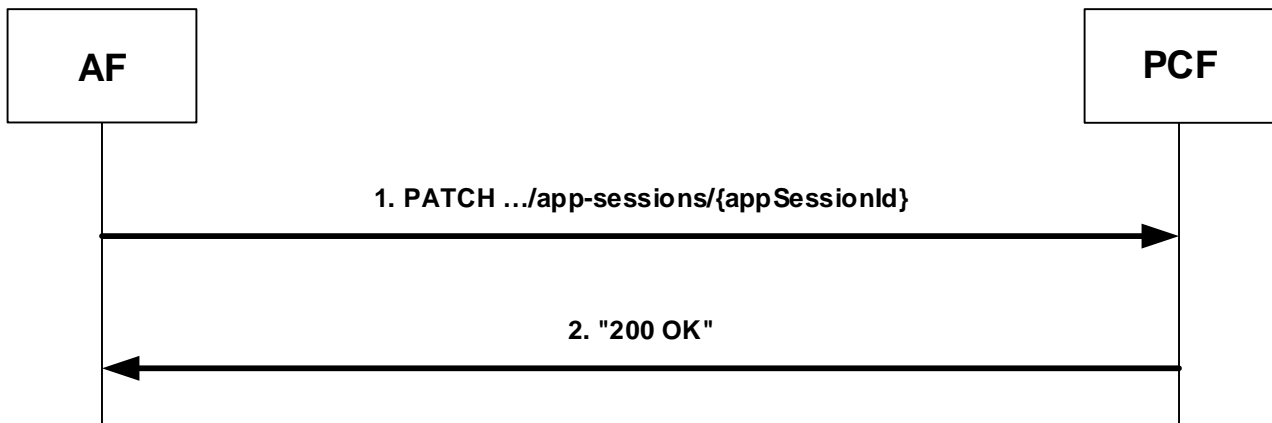 AF
PCF
1. PATCH …/app-sessions/{appSessionId}
2. "200 OK"